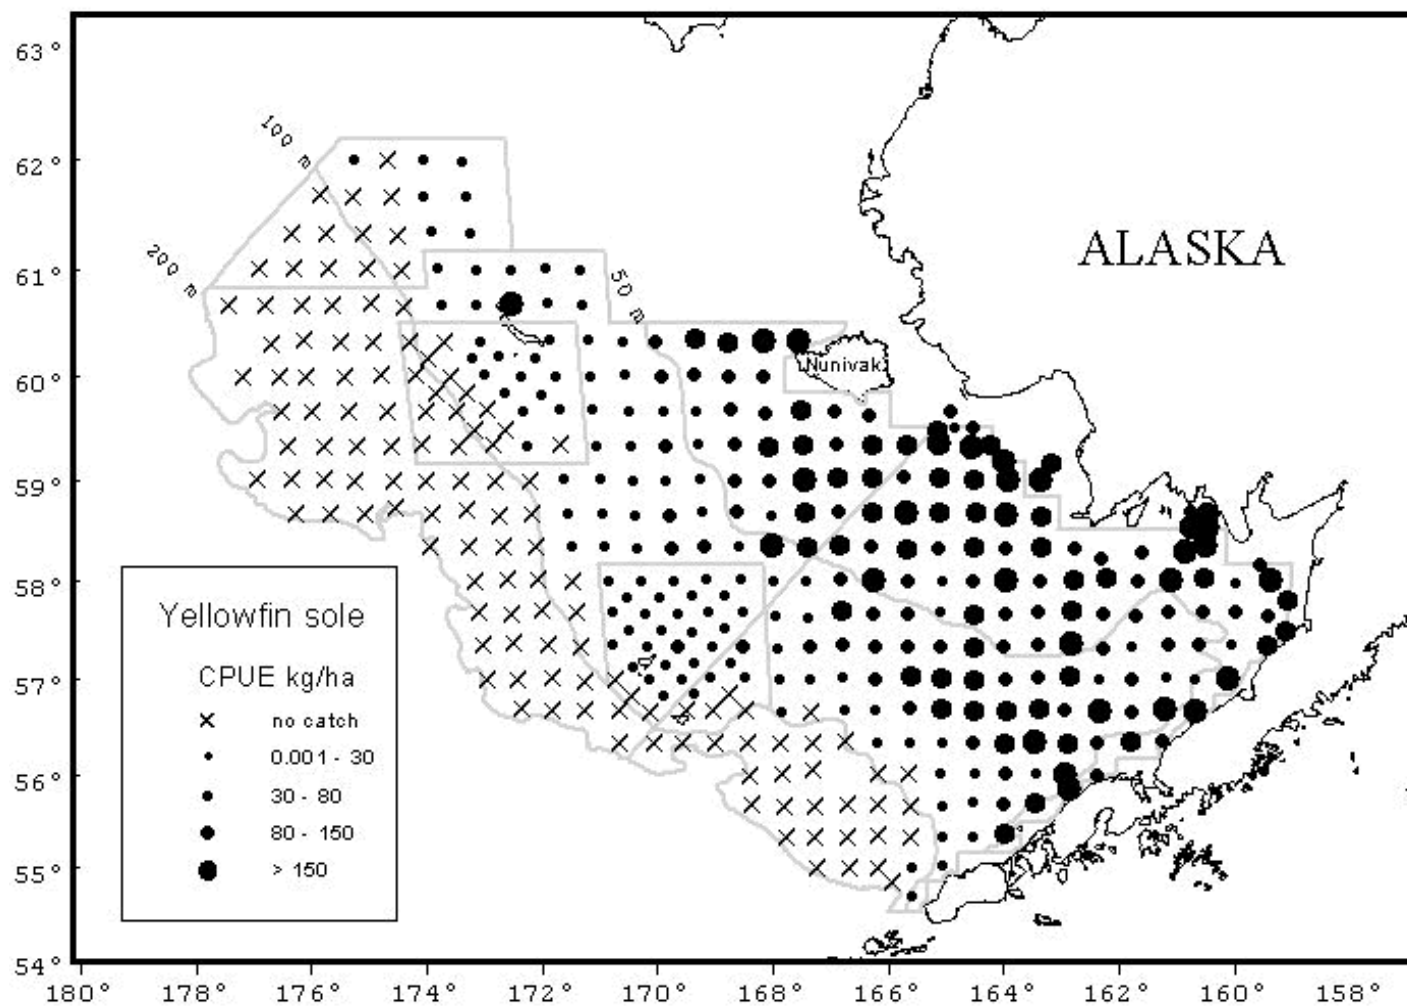 63°
62°
61°
60°
59°
58°
57°
56°
55°
54°
100 m
200 m
50 m
ALASKA
Nunivak
Yellowfin sole
CPUE kg/ha
no catch
0.001 - 30
30 - 80
80 - 150
> 150
180° 178° 176° 174° 172° 170° 168° 166° 164° 162° 160° 158°